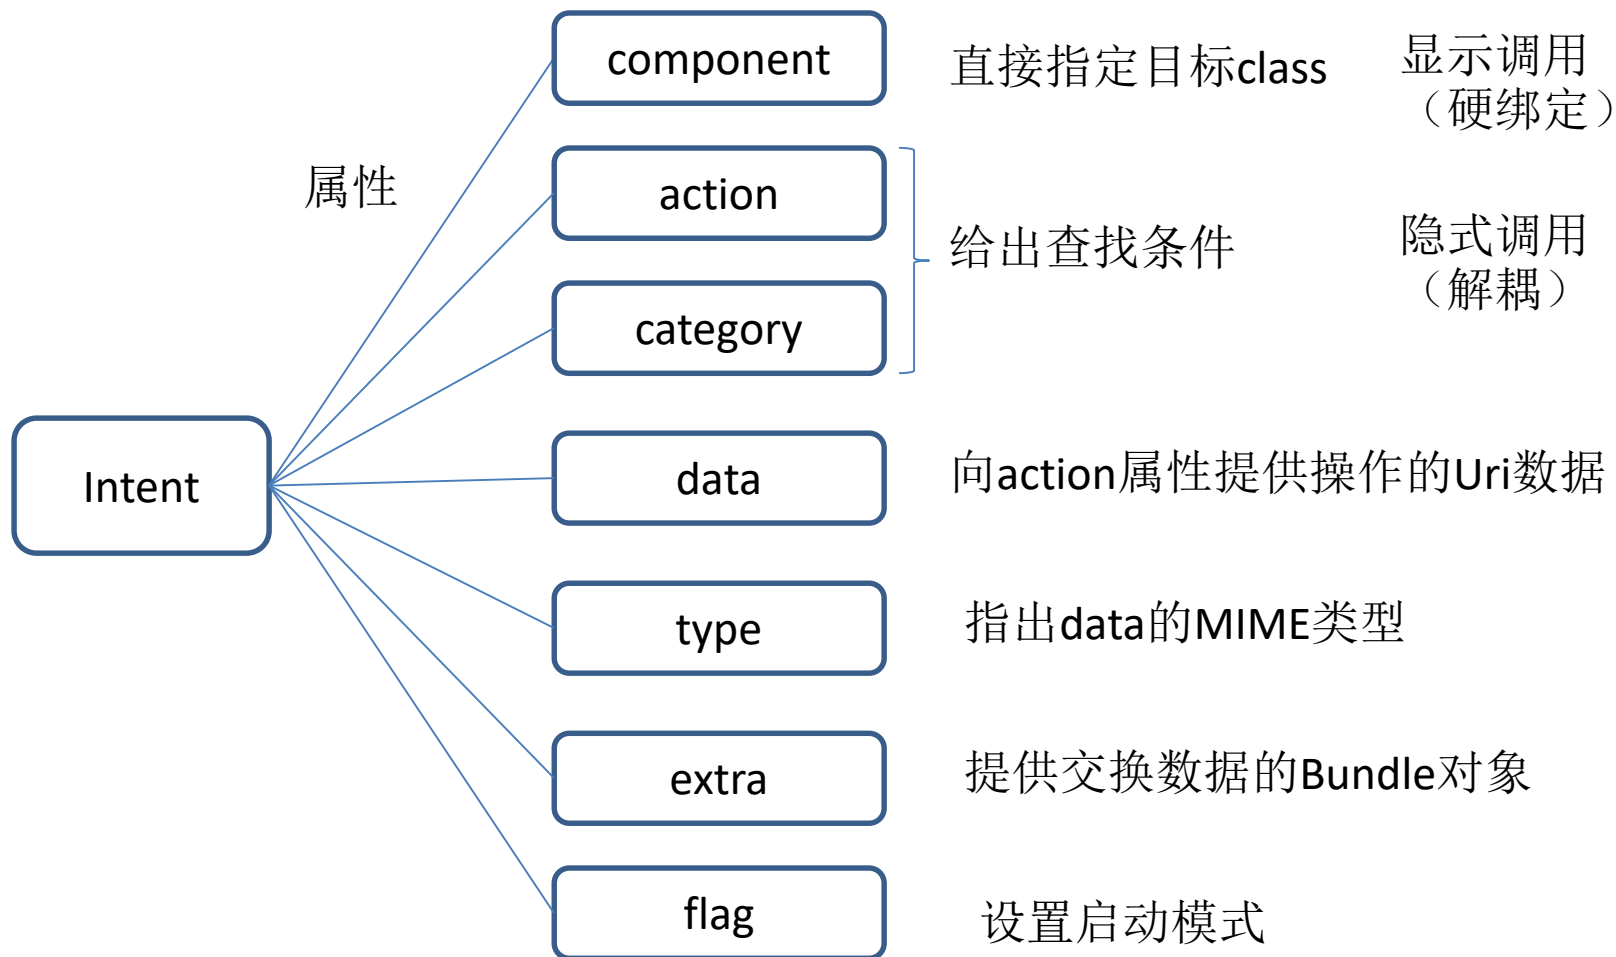 component
直接指定目标class
显示调用
（硬绑定）
属性
action
给出查找条件
隐式调用
（解耦）
category
Intent
data
向action属性提供操作的Uri数据
type
指出data的MIME类型
extra
提供交换数据的Bundle对象
flag
设置启动模式